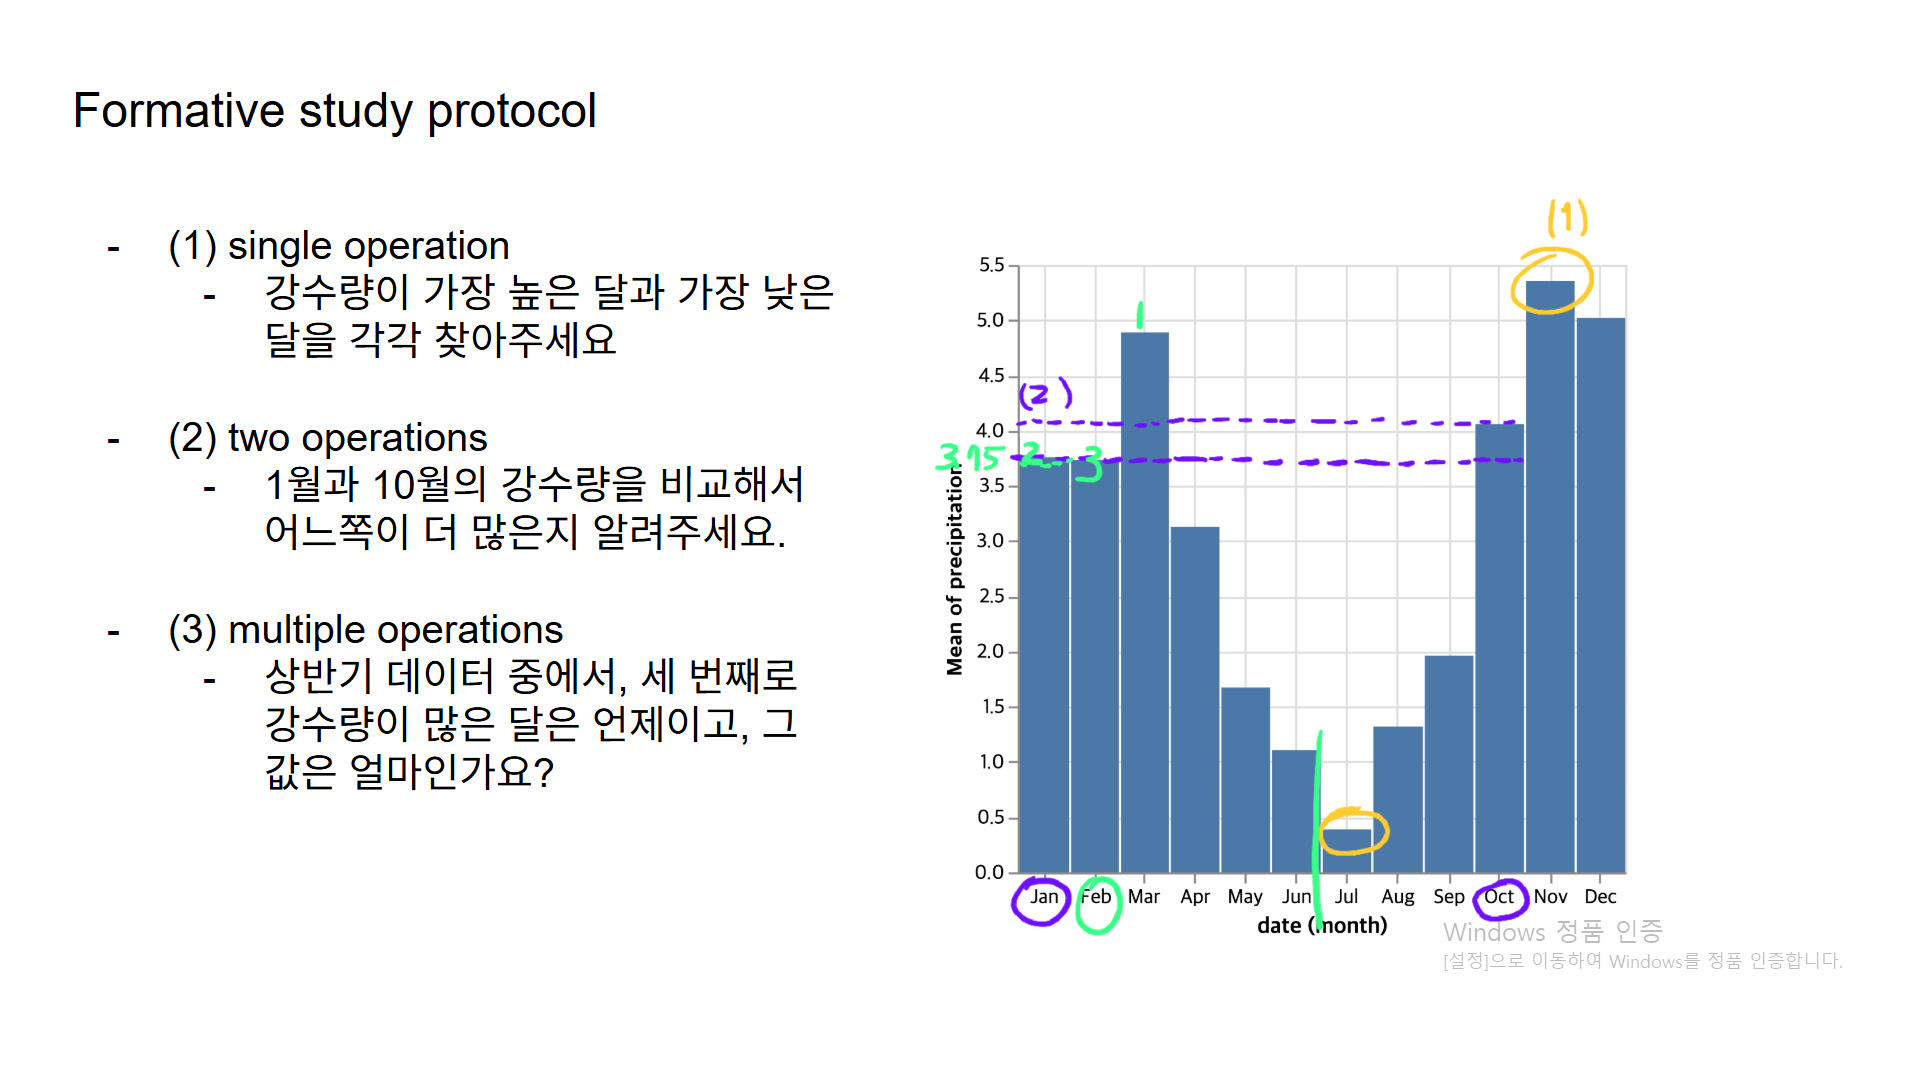 Formative study protocol
- (1) single operation
- 강수량이 가장 높은 달과 가장 낮은
달을 각각 찾아주세요
- (2) two operations
- 1월과 10월의 강수량을 비교해서
어느쪽이 더 많은지 알려주세요.
- (3) multiple operations
- 상반기 데이터 중에서, 세 번째로
강수량이 많은 달은 언제이고, 그
값은 얼마인가요?
(1)
5.5
5.0
1
4.5
(2)
4.0
3.75 2 3
3.5
3.0
2.5
2.0
1.5
1.0
0.5
0.0
Mean of precipitation
Jan Feb Mar Apr May Jun Jul Aug Sep Oct Nov Dec
date (month)
Windows 정품 인증
[설정]으로 이동하여 Windows를 정품 인증합니다.